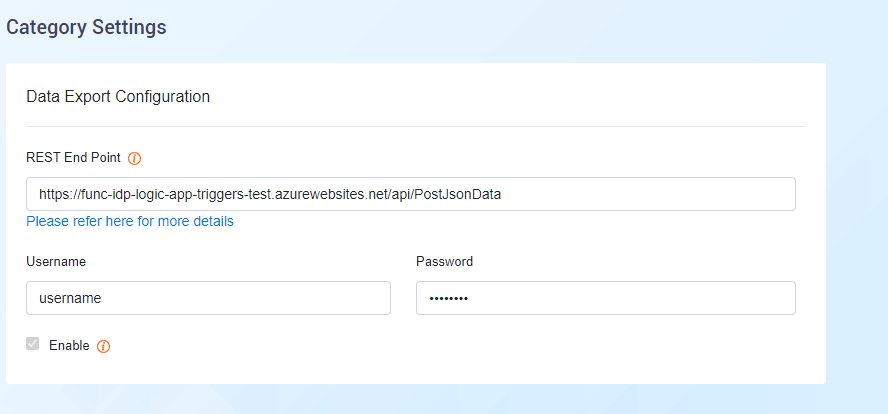 Category Settings
Data Export Configuration
REST End Point
https://func-idp-logic-app-triggers-test.azurewebsites.net/api/PostJsonData
Please refer here for more details
Username
Password
username
••••••••
Enable